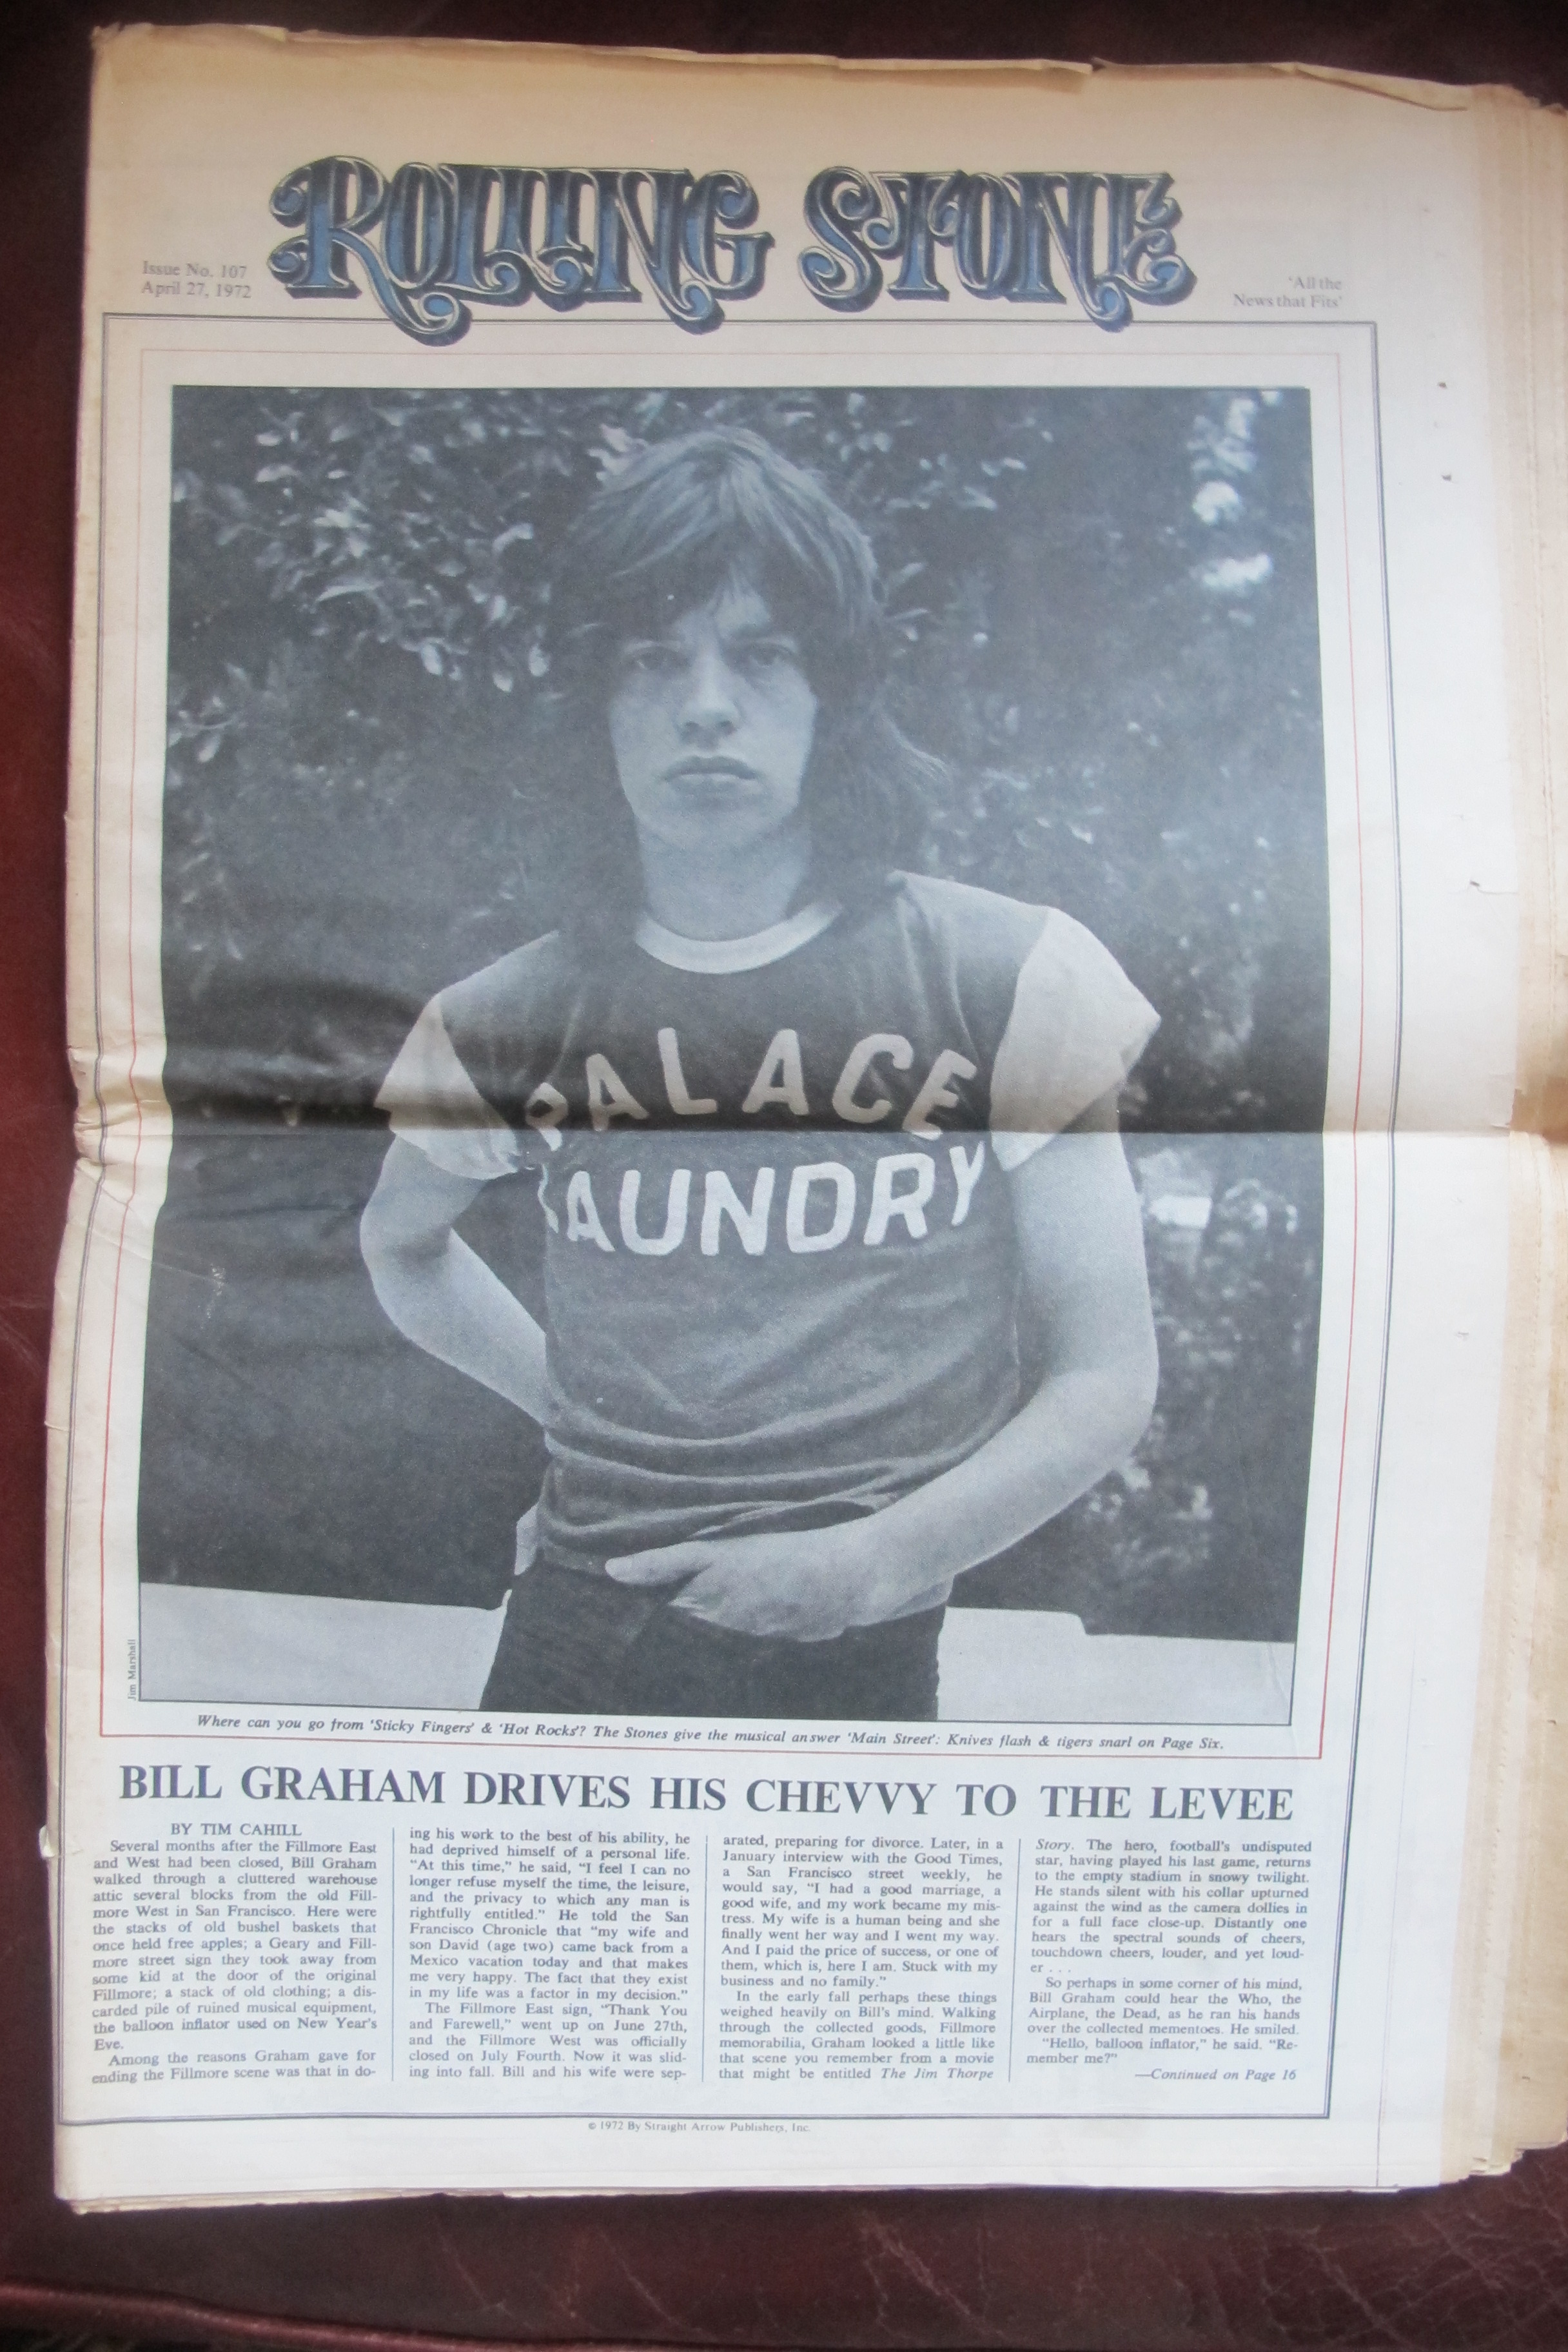 ROLLING STONE
Issue No. 107
April 27, 1972
'All the
News that Fits'
PALACE
LAUNDRY
Jim Marshall
Where can you go from 'Sticky Fingers' & 'Hot Rocks'? The Stones give the musical answer 'Main Street': Knives flash & tigers snarl on Page Six.
BILL GRAHAM DRIVES HIS CHEVVY TO THE LEVEE
BY TIM CAHILL
Several months after the Fillmore East
and West had been closed, Bill Graham
walked through a cluttered warehouse
attic several blocks from the old Fill-
more West in San Francisco. Here were
the stacks of old bushel baskets that
once held free apples; a Geary and Fill-
more street sign they took away from
some kid at the door of the original
Fillmore; a stack of old clothing; a dis-
carded pile of ruined musical equipment,
the balloon inflator used on New Year's
Eve.
Among the reasons Graham gave for
ending the Fillmore scene was that in do-
ing his work to the best of his ability, he
had deprived himself of a personal life.
"At this time," he said, "I feel I can no
longer refuse myself the time, the leisure,
and the privacy to which any man is
rightfully entitled." He told the San
Francisco Chronicle that "my wife and
son David (age two) came back from a
Mexico vacation today and that makes
me very happy. The fact that they exist
in my life was a factor in my decision."
The Fillmore East sign, "Thank You
and Farewell," went up on June 27th,
and the Fillmore West was officially
closed on July Fourth. Now it was slid-
ing into fall. Bill and his wife were sep-
arated, preparing for divorce. Later, in a
January interview with the Good Times,
a San Francisco street weekly, he
would say, "I had a good marriage, a
good wife, and my work became my mis-
tress. My wife is a human being and she
finally went her way and I went my way.
And I paid the price of success, or one of
them, which is, here I am. Stuck with my
business and no family."
In the early fall perhaps these things
weighed heavily on Bill's mind. Walking
through the collected goods, Fillmore
memorabilia, Graham looked a little like
that scene you remember from a movie
that might be entitled The Jim Thorpe
Story. The hero, football's undisputed
star, having played his last game, returns
to the empty stadium in snowy twilight.
He stands silent with his collar upturned
against the wind as the camera dollies in
for a full face close-up. Distantly one
hears the spectral sounds of cheers,
touchdown cheers, louder, and yet loud-
er . . .
So perhaps in some corner of his mind,
Bill Graham could hear the Who, the
Airplane, the Dead, as he ran his hands
over the collected mementoes. He smiled.
"Hello, balloon inflator," he said. "Re-
member me?"
—Continued on Page 16
© 1972 By Straight Arrow Publishers, Inc.